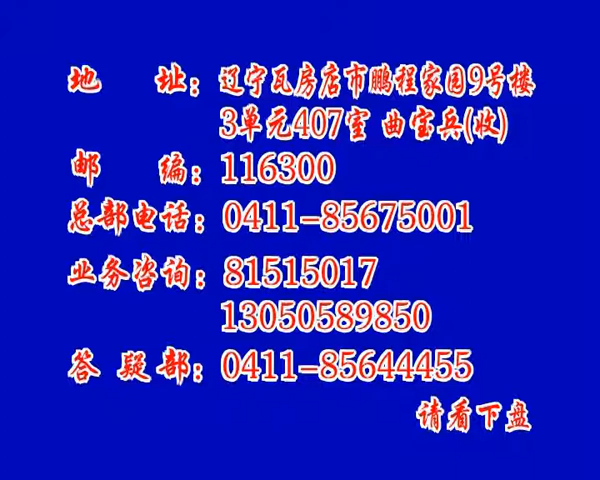 地 址：辽宁瓦房店市鹏程家园9号楼
3单元407室 曲宝兵(收)
邮 编：116300
总部电话：0411-85675001
业务咨询：81515017
13050589850
答疑部：0411-85644455
请看下盘